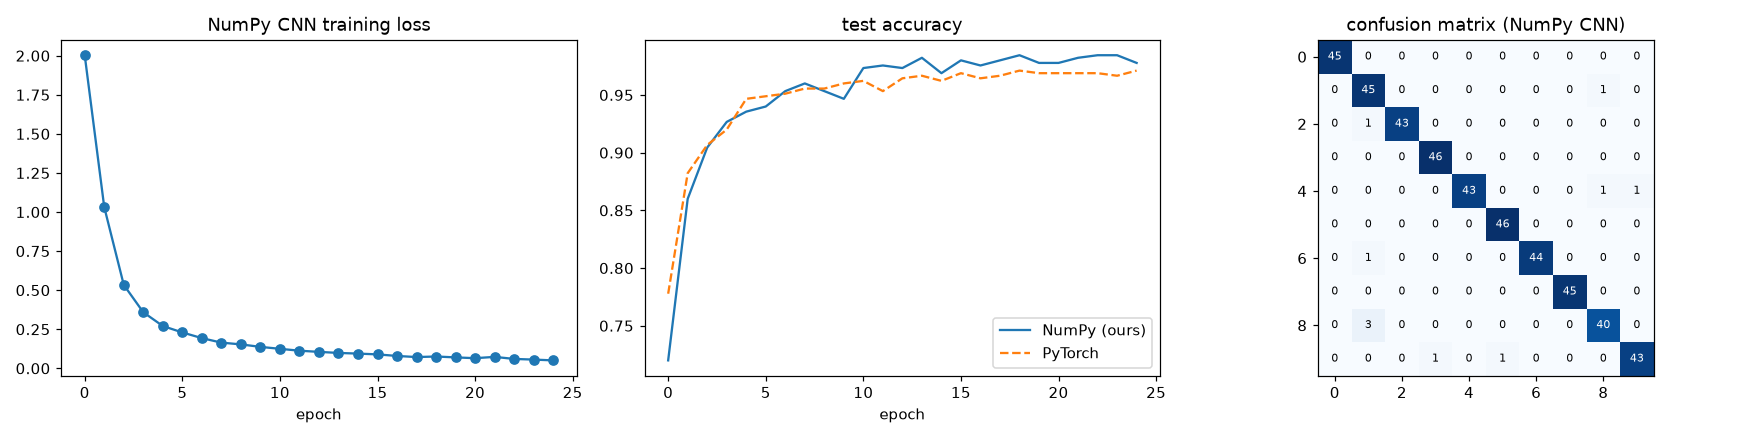 NumPy CNN training loss
2.00
1.75
1.50
1.25
1.00
0.75
0.50
0.25
0.00
0 5 10 15 20 25
epoch
test accuracy
0.95
0.90
0.85
0.80
0.75
NumPy (ours)
PyTorch
0 5 10 15 20 25
epoch
confusion matrix (NumPy CNN)
0 45 0 0 0 0 0 0 0 0 0
0 45 0 0 0 0 0 0 1 0
2 0 1 43 0 0 0 0 0 0 0
0 0 0 46 0 0 0 0 0 0
4 0 0 0 0 43 0 0 0 1 1
0 0 0 0 0 46 0 0 0 0
6 0 1 0 0 0 0 44 0 0 0
0 0 0 0 0 0 0 45 0 0
8 0 3 0 0 0 0 0 0 40 0
0 0 0 1 0 1 0 0 0 43
0 2 4 6 8